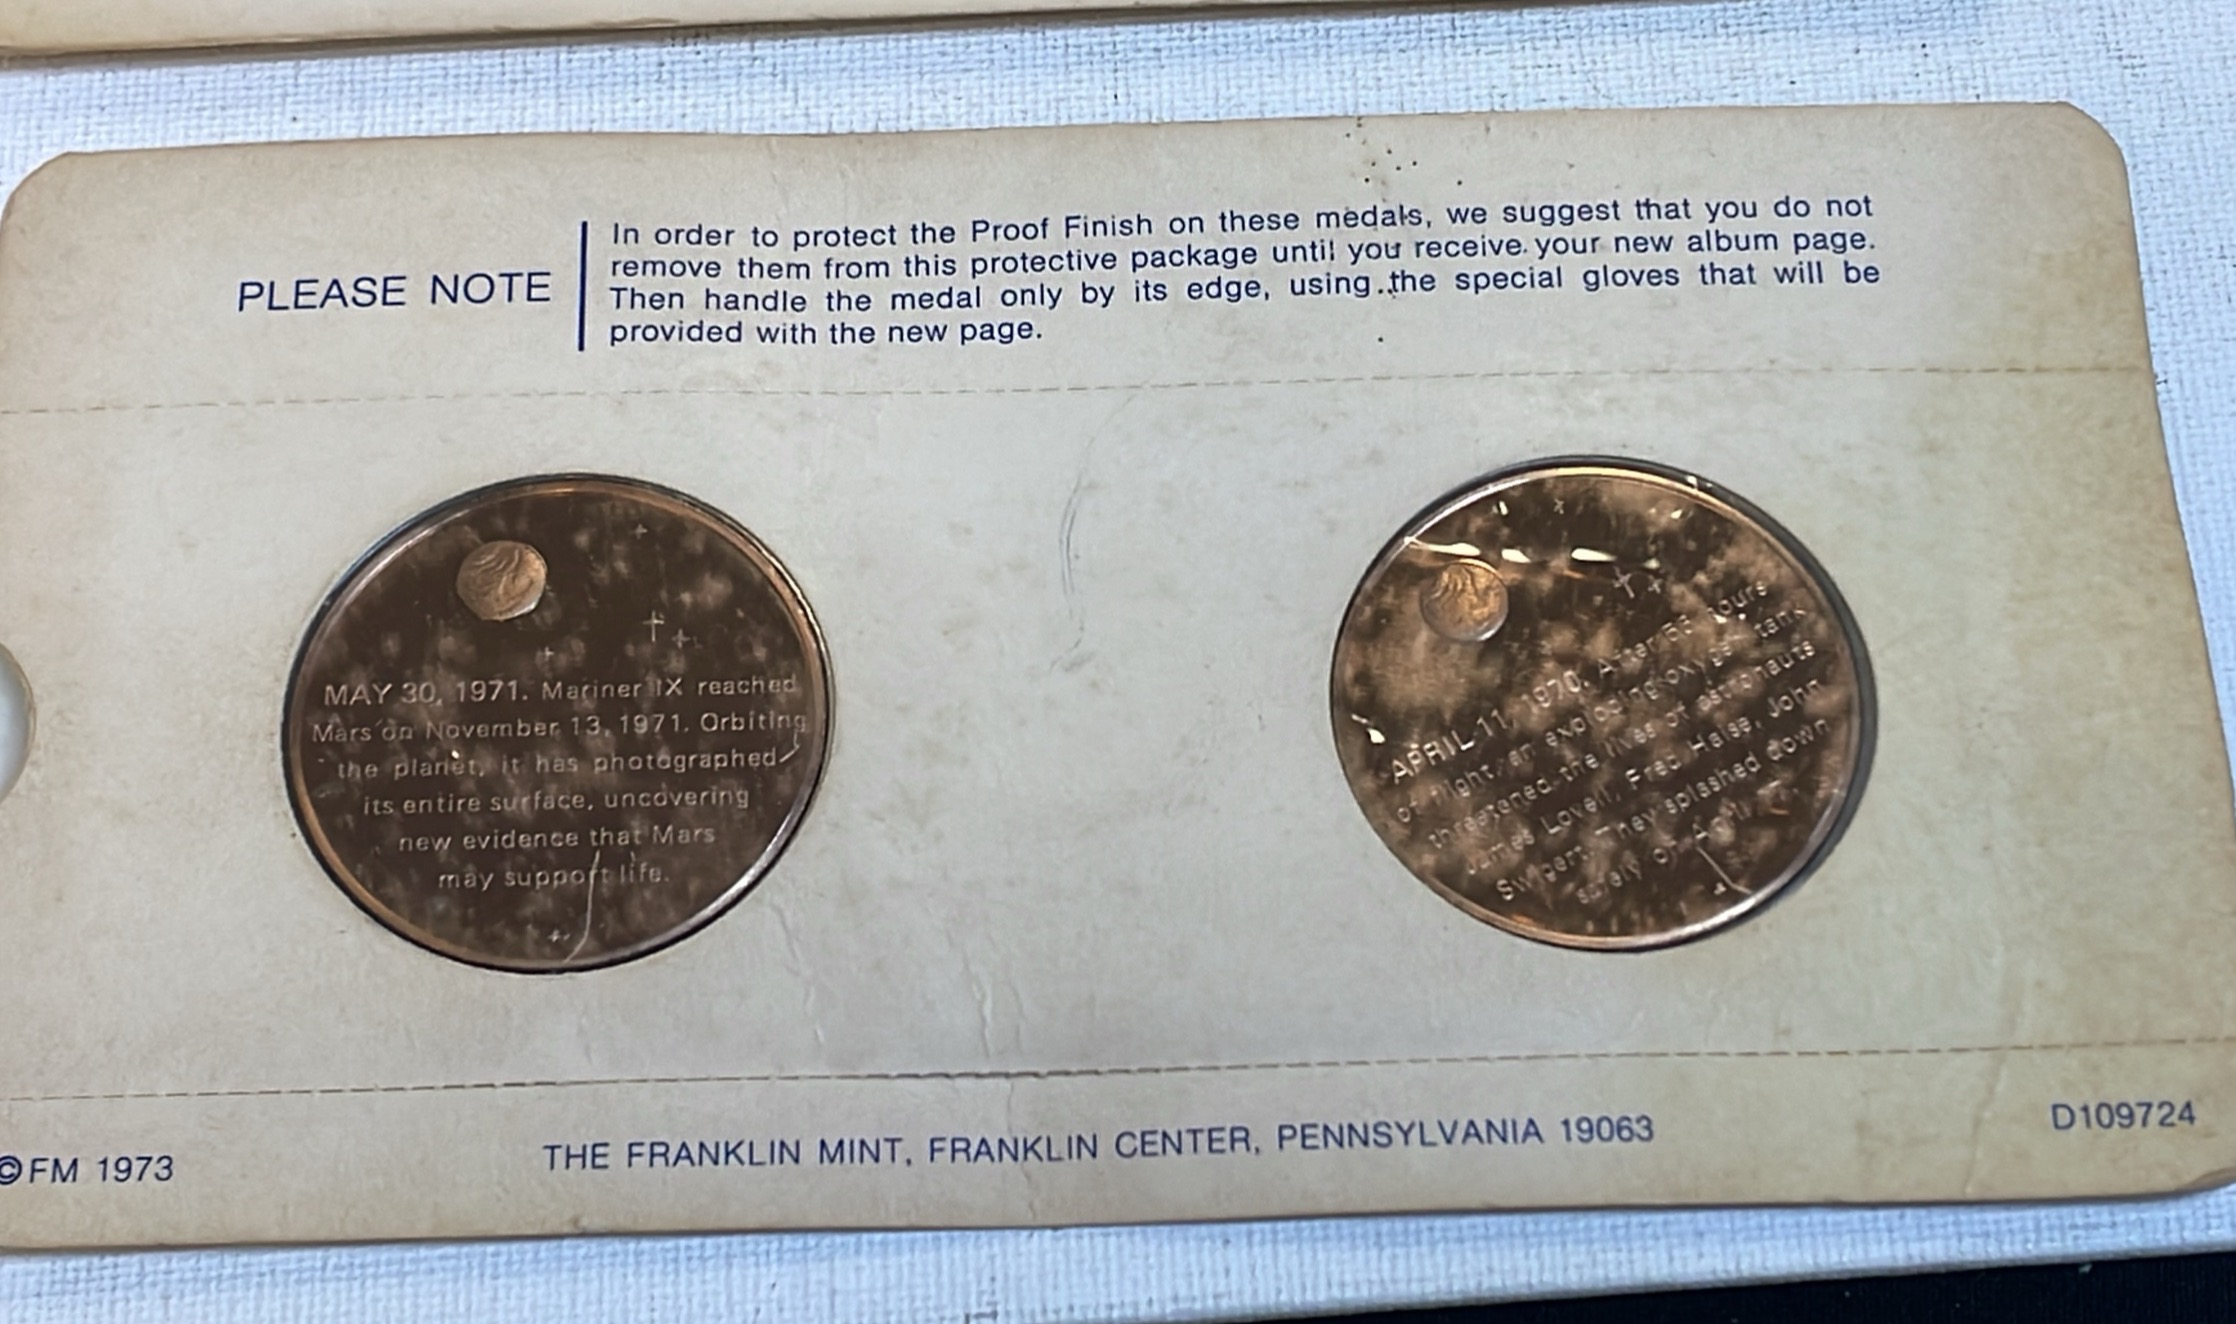 PLEASE NOTE
In order to protect the Proof Finish on these medals, we suggest that you do not
remove them from this protective package until you receive your new album page.
Then handle the medal only by its edge, using the special gloves that will be
provided with the new page.
MAY 30, 1971. Mariner IX reached
Mars on November 13, 1971. Orbiting
the planet, it has photographed
its entire surface, uncovering
new evidence that Mars
may support life.
APRIL 11, 1970. After hours
of flight, an exploding oxygen tank
threatened the lives of astronauts
James Lovell, Fred Haise, John
Swigert. They splashed down
safely on April
©FM 1973
THE FRANKLIN MINT, FRANKLIN CENTER, PENNSYLVANIA 19063
D109724